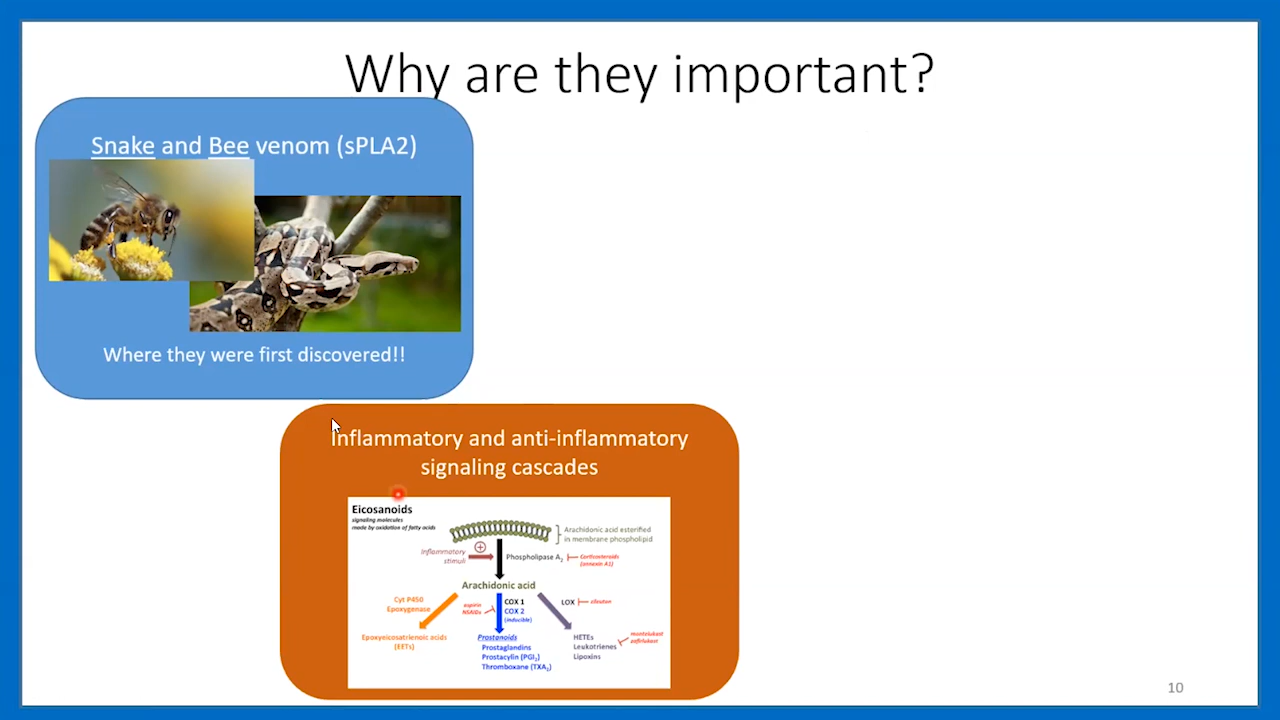 Why are they important?
Snake and Bee venom (sPLA2)
Where they were first discovered!!
Inflammatory and anti-inflammatory
signaling cascades
Eicosanoids
signaling molecules
made by oxidation of fatty acids
Arachidonic acid esterified
in membrane phospholipid
Inflammatory
stimuli
Phospholipase A2
Corticosteroids
(annexin A1)
Arachidonic acid
Cyt P450
Epoxygenase
aspirin
NSAIDs
COX 1
COX 2
(inducible)
LOX
zileuton
Epoxyeicosatrienoic acids
(EETs)
Prostanoids
Prostaglandins
Prostacylin (PGI2)
Thromboxane (TXA2)
HETEs
Leukotrienes
Lipoxins
montelukast
zafirlukast
10